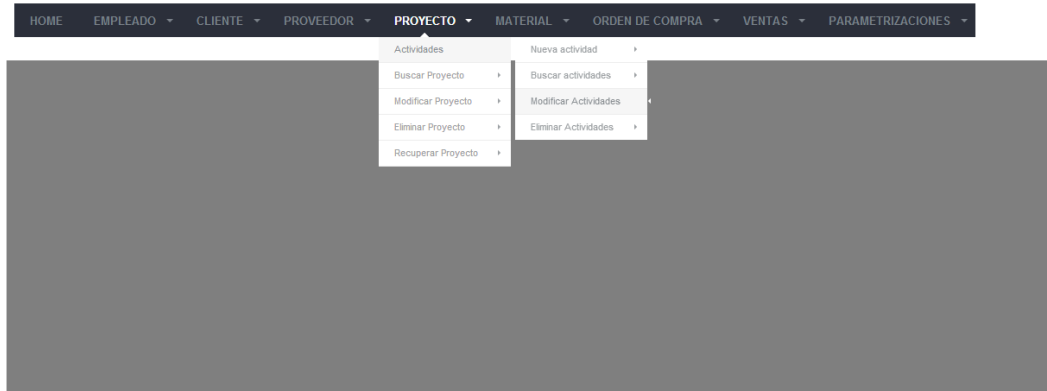 HOME EMPLEADO CLIENTE PROVEEDOR PROYECTO MATERIAL ORDEN DE COMPRA VENTAS PARAMETRIZACIONES
Actividades
Buscar Proyecto
Modificar Proyecto
Eliminar Proyecto
Recuperar Proyecto
Nueva actividad
Buscar actividades
Modificar Actividades
Eliminar Actividades